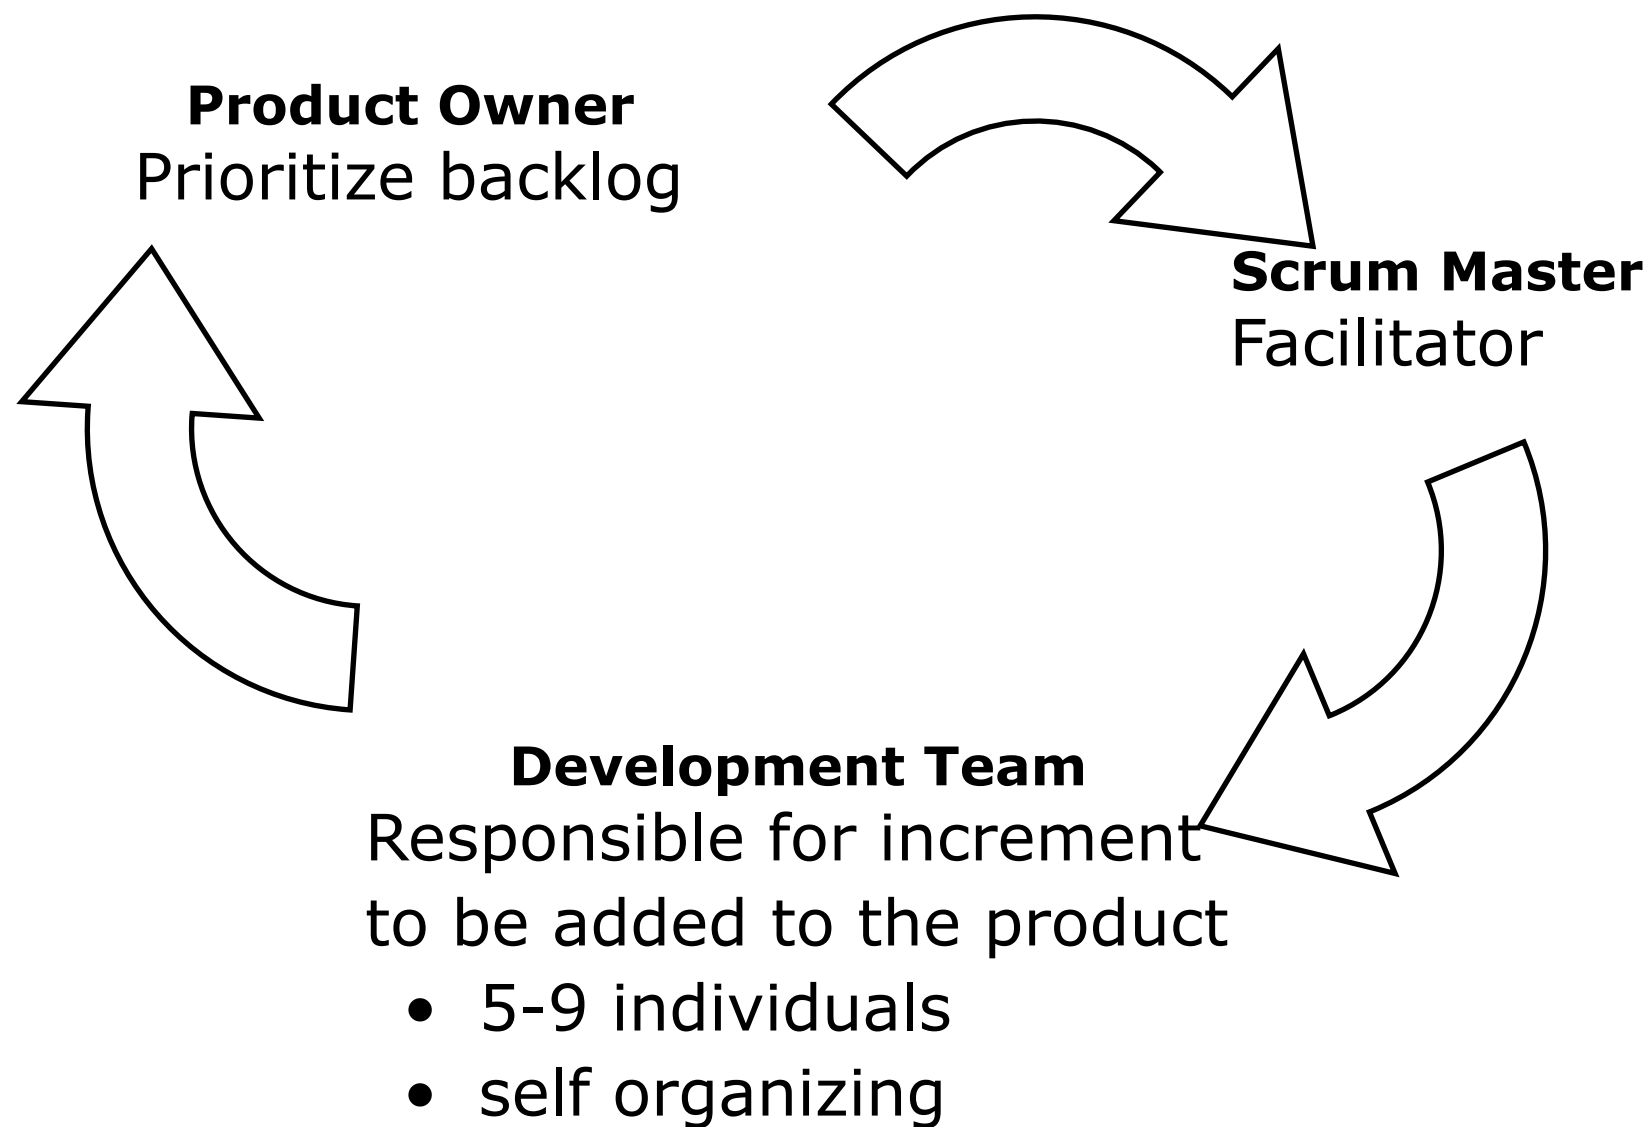 Product Owner
Prioritize backlog
Scrum Master
Facilitator
Development Team
Responsible for increment
to be added to the product
• 5-9 individuals
• self organizing